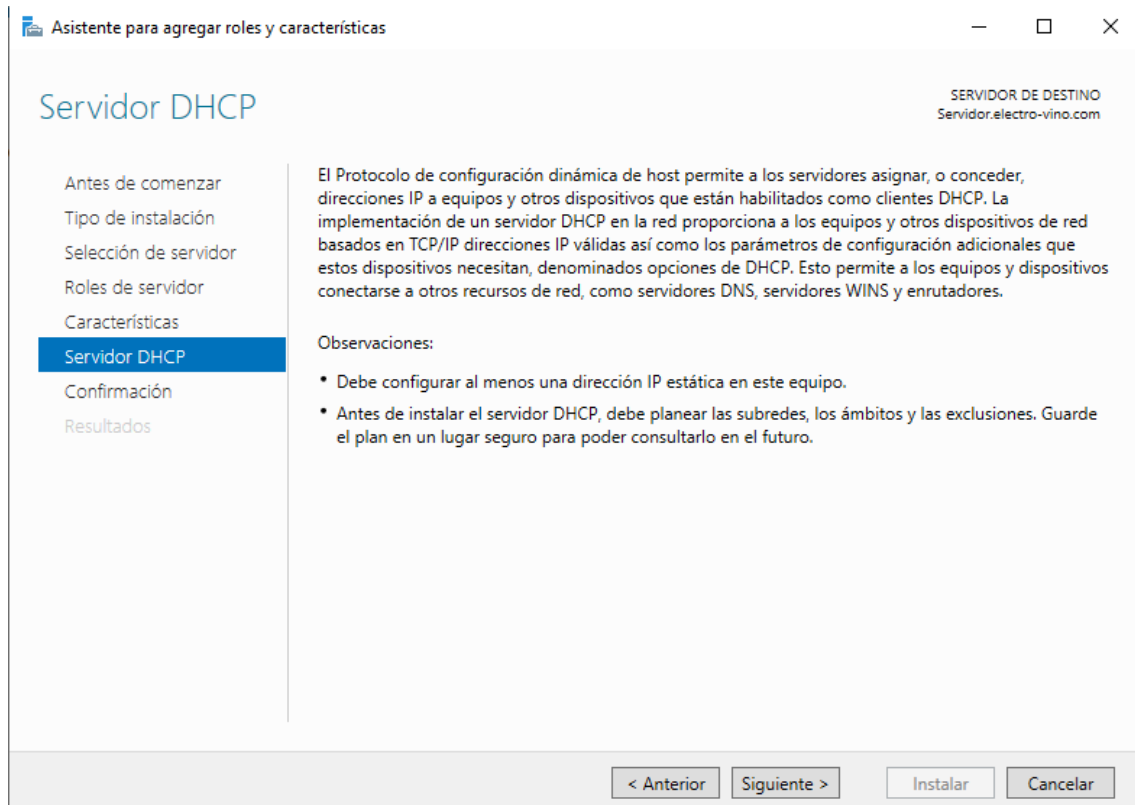 Asistente para agregar roles y características
Servidor DHCP
SERVIDOR DE DESTINO
Servidor.electro-vino.com
Antes de comenzar
Tipo de instalación
Selección de servidor
Roles de servidor
Características
Servidor DHCP
Confirmación
Resultados
El Protocolo de configuración dinámica de host permite a los servidores asignar, o conceder,
direcciones IP a equipos y otros dispositivos que están habilitados como clientes DHCP. La
implementación de un servidor DHCP en la red proporciona a los equipos y otros dispositivos de red
basados en TCP/IP direcciones IP válidas así como los parámetros de configuración adicionales que
estos dispositivos necesitan, denominados opciones de DHCP. Esto permite a los equipos y dispositivos
conectarse a otros recursos de red, como servidores DNS, servidores WINS y enrutadores.
Observaciones:
• Debe configurar al menos una dirección IP estática en este equipo.
• Antes de instalar el servidor DHCP, debe planear las subredes, los ámbitos y las exclusiones. Guarde
el plan en un lugar seguro para poder consultarlo en el futuro.
< Anterior
Siguiente >
Instalar
Cancelar